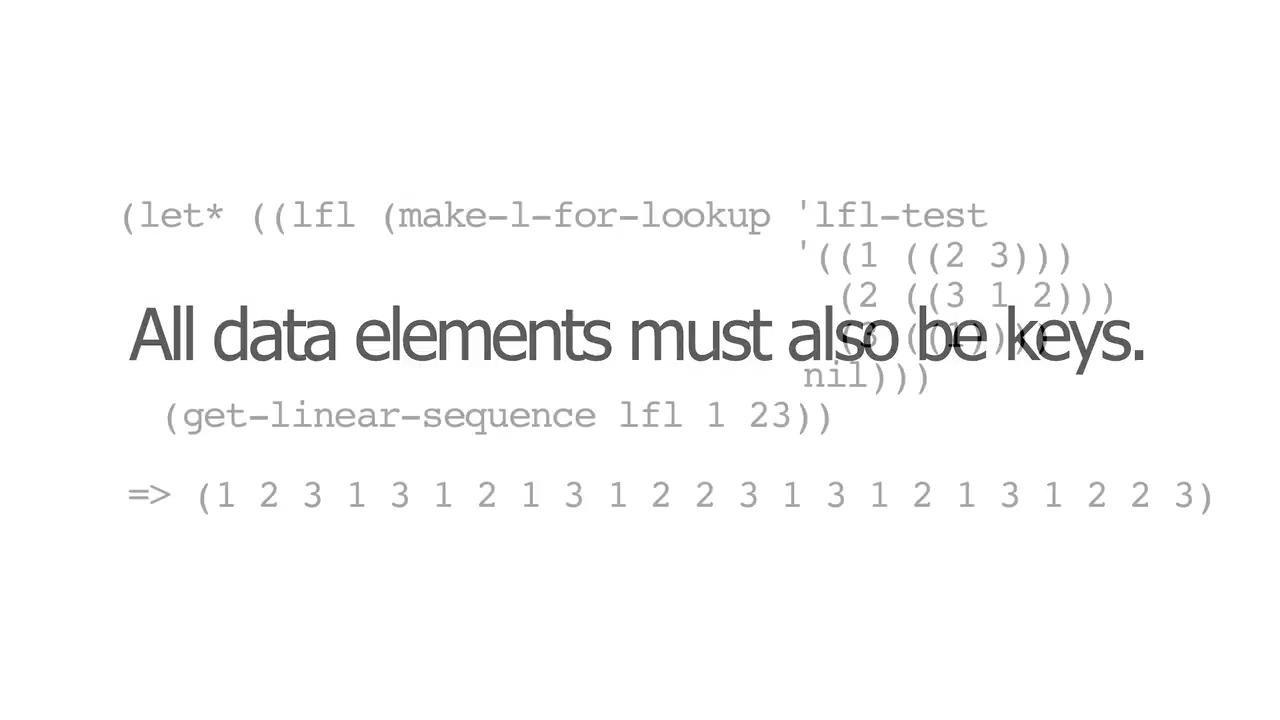 (let* ((lfl (make-l-for-lookup 'lfl-test
'((1 ((2 3)))
(2 ((3 1 2)))
(3 ((1))))
All data elements must also be keys.
nil)))
(get-linear-sequence lfl 1 23))
=> (1 2 3 1 3 1 2 1 3 1 2 2 3 1 3 1 2 1 3 1 2 2 3)